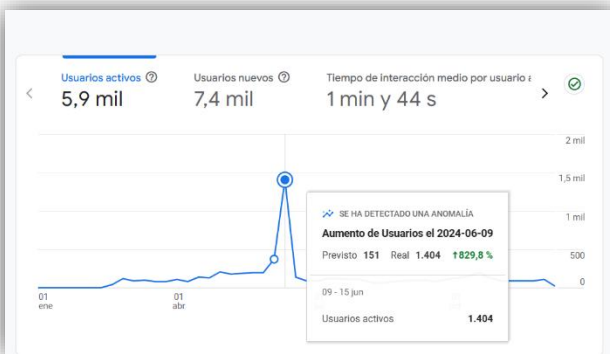 Usuarios activos
5,9 mil
Usuarios nuevos
7,4 mil
Tiempo de interacción medio por usuario
1 min y 44 s
2 mil
1,5 mil
1 mil
500
0
01
ene
01
abr
SE HA DETECTADO UNA ANOMALÍA
Aumento de Usuarios el 2024-06-09
Previsto 151 Real 1.404 ↑829,8 %
09 - 15 jun
Usuarios activos 1.404